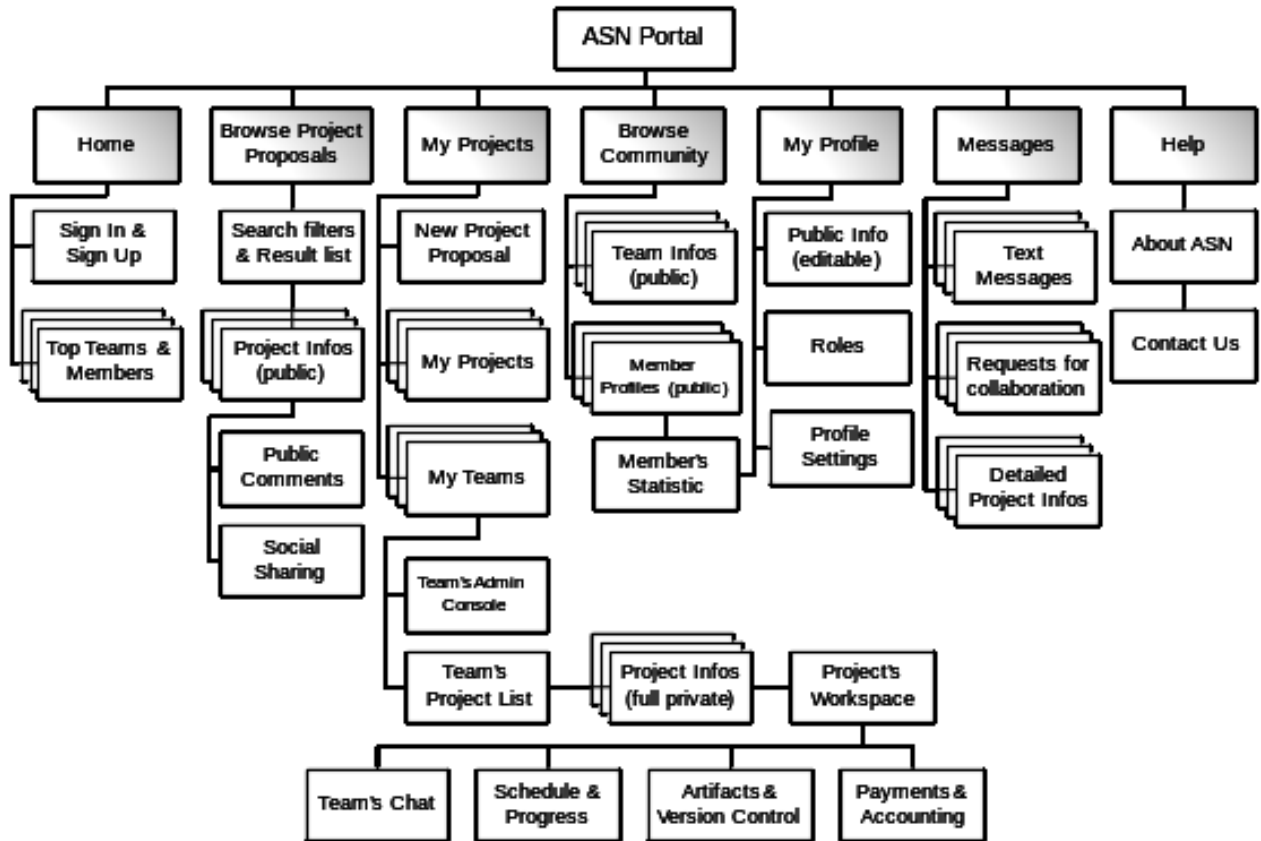 ASN Portal
Home
Browse Project
Proposals
My Projects
Browse
Community
My Profile
Messages
Help
Sign In &
Sign Up
Search filters
& Result list
New Project
Proposal
Team Infos
(public)
Public Info
(editable)
Text
Messages
About ASN
Top Teams &
Members
Project Infos
(public)
My Projects
Member
Profiles (public)
Roles
Requests for
collaboration
Contact Us
Public
Comments
My Teams
Member's
Statistic
Profile
Settings
Detailed
Project Infos
Social
Sharing
Team's Admin
Console
Team's
Project List
Project Infos
(full private)
Project's
Workspace
Team's Chat
Schedule &
Progress
Artifacts &
Version Control
Payments &
Accounting